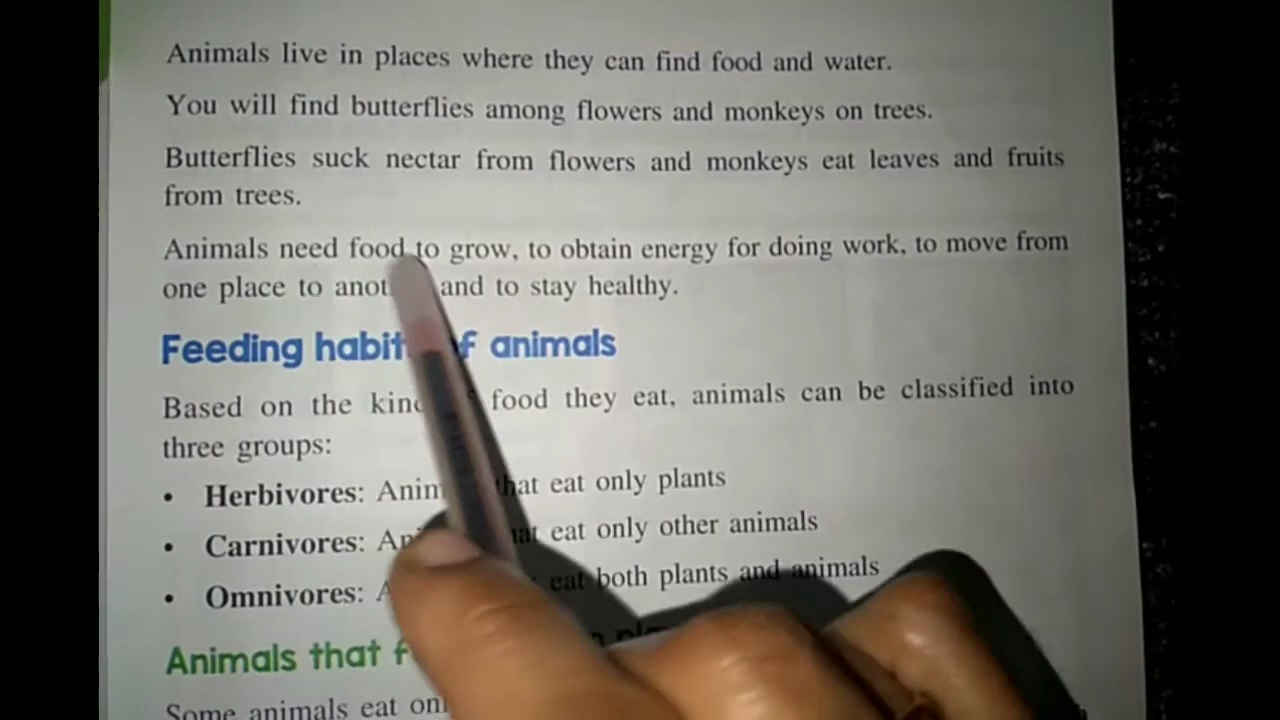 Animals live in places where they can find food and water.
You will find butterflies among flowers and monkeys on trees.
Butterflies suck nectar from flowers and monkeys eat leaves and fruits
from trees.
Animals need food to grow, to obtain energy for doing work, to move from
one place to anot and to stay healthy.
Feeding habit f animals
Based on the kind food they eat, animals can be classified into
three groups:
• Herbivores: Anim that eat only plants
• Carnivores: An hat eat only other animals
• Omnivores: A eat both plants and animals
Animals that f
Some animals eat onl